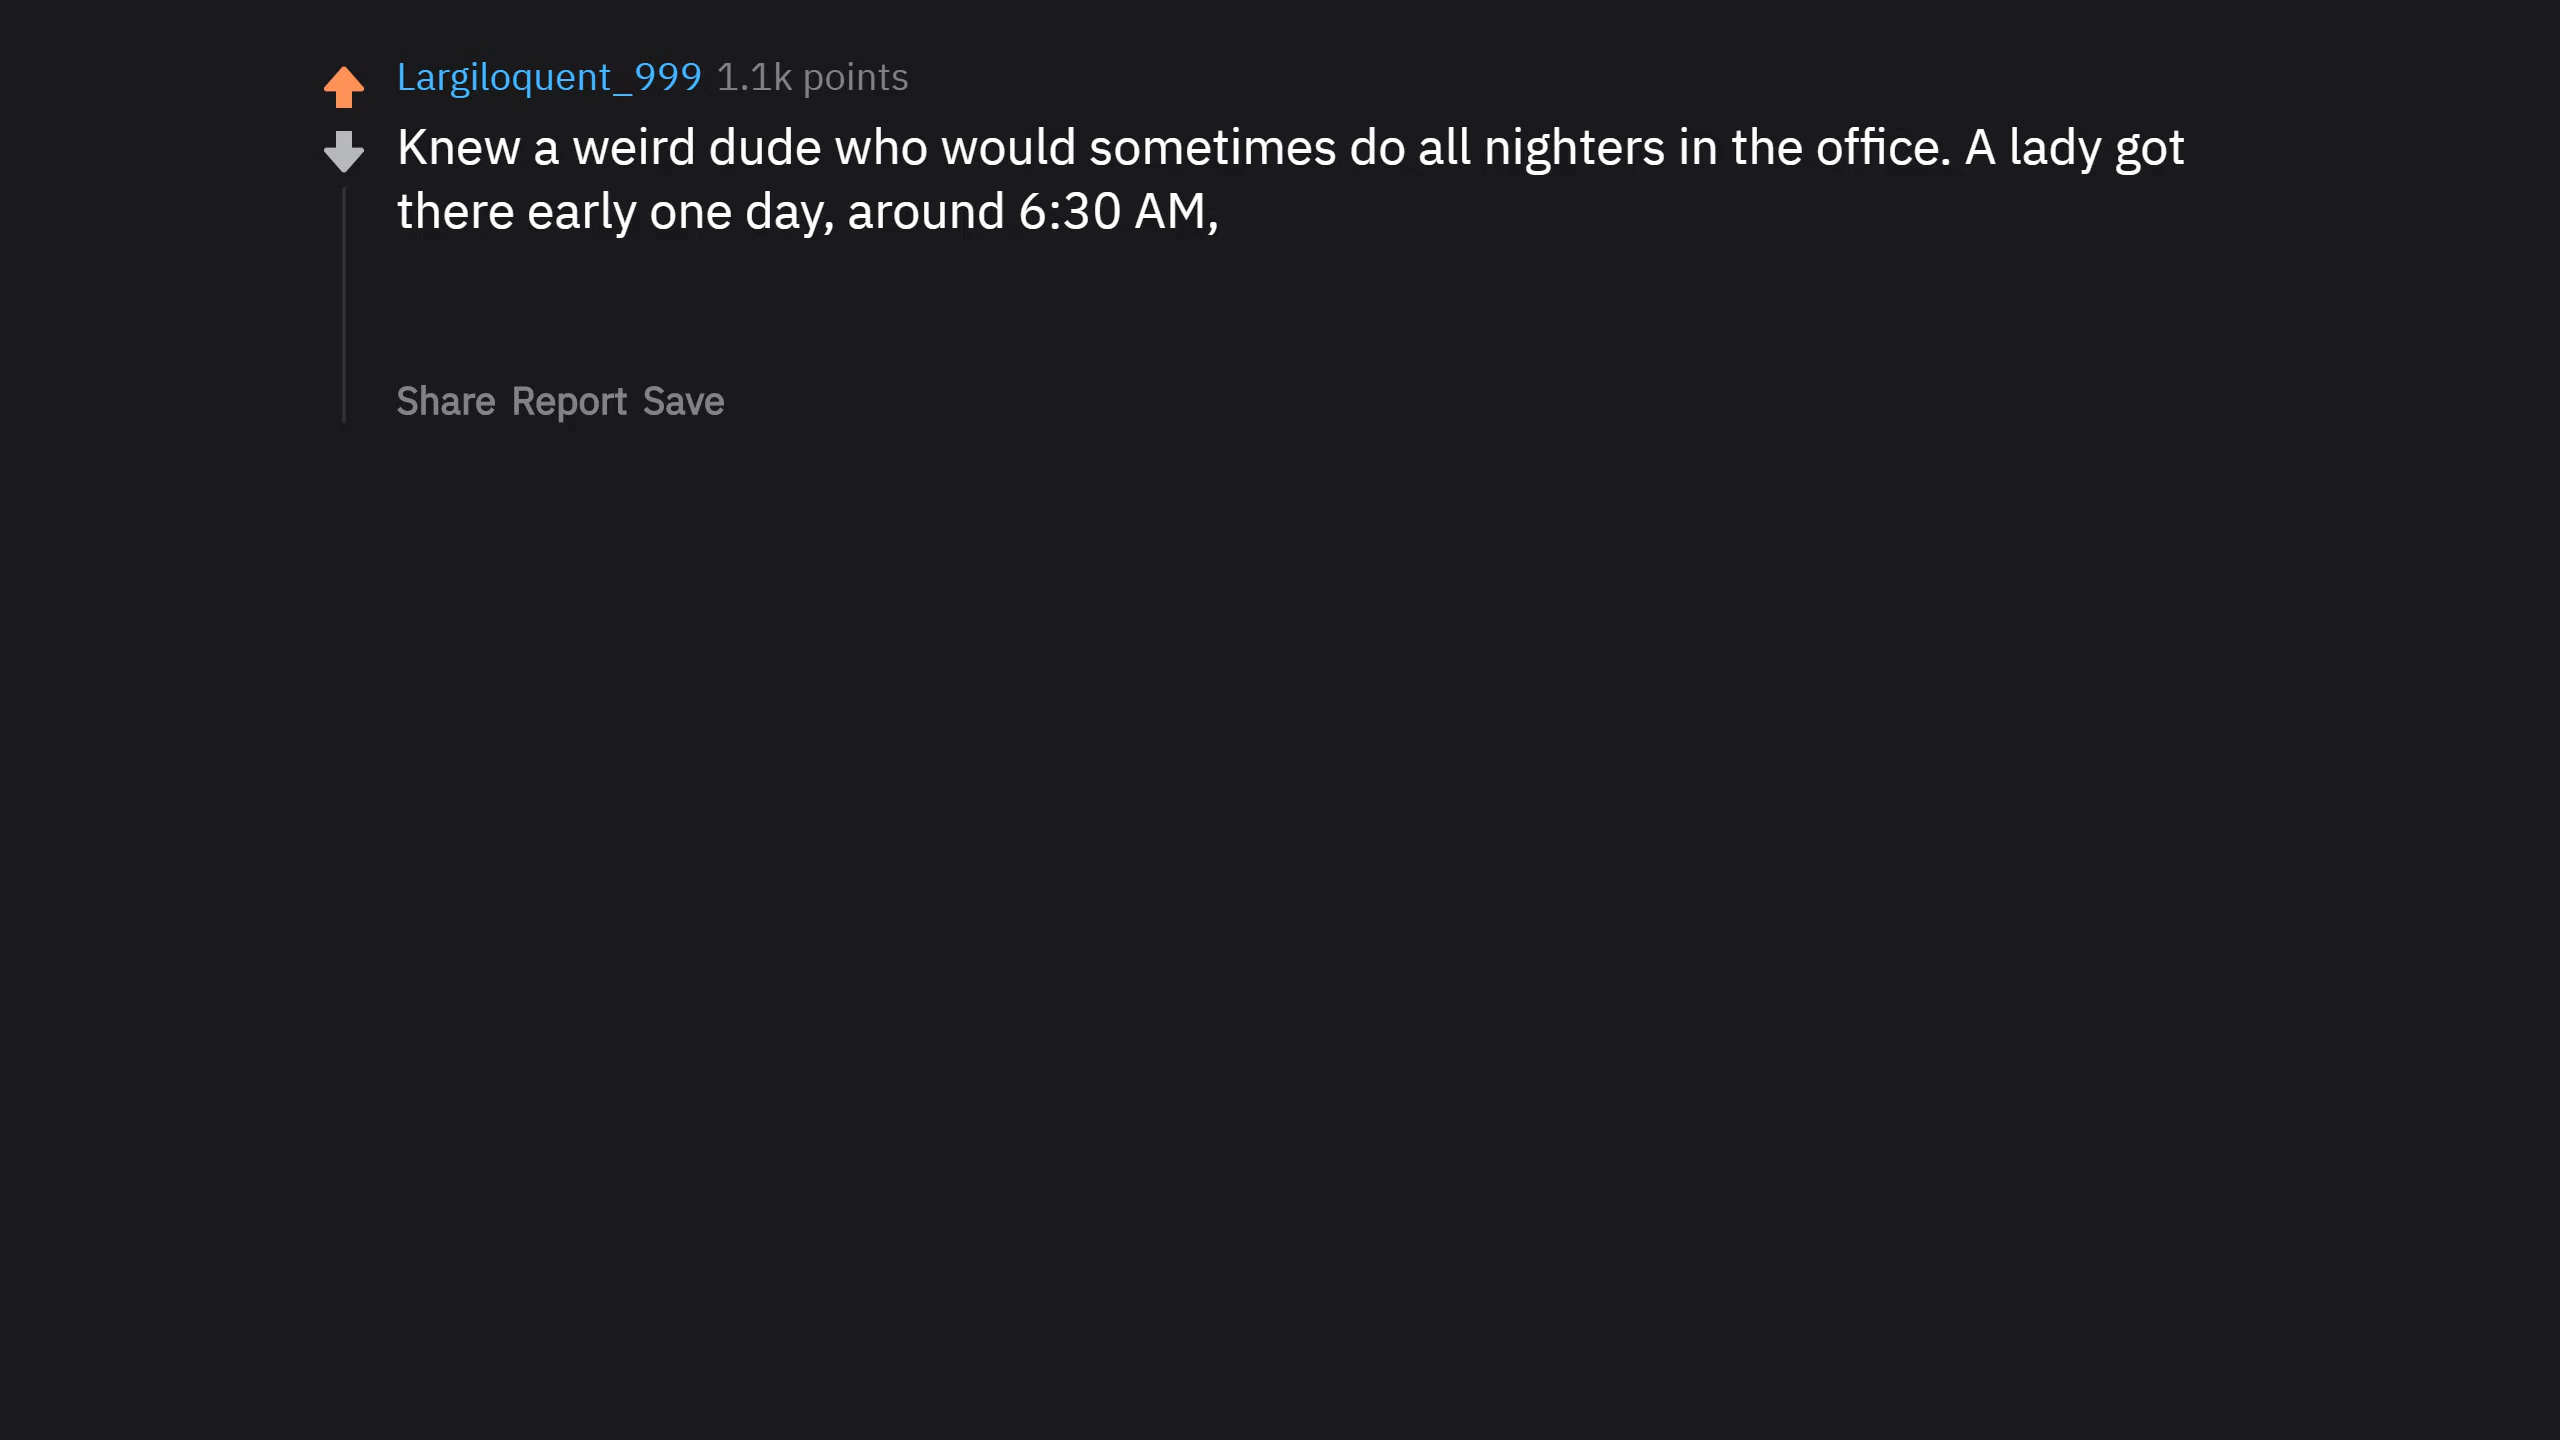 Largiloquent_999 1.1k points
Knew a weird dude who would sometimes do all nighters in the office. A lady got
there early one day, around 6:30 AM,
Share Report Save